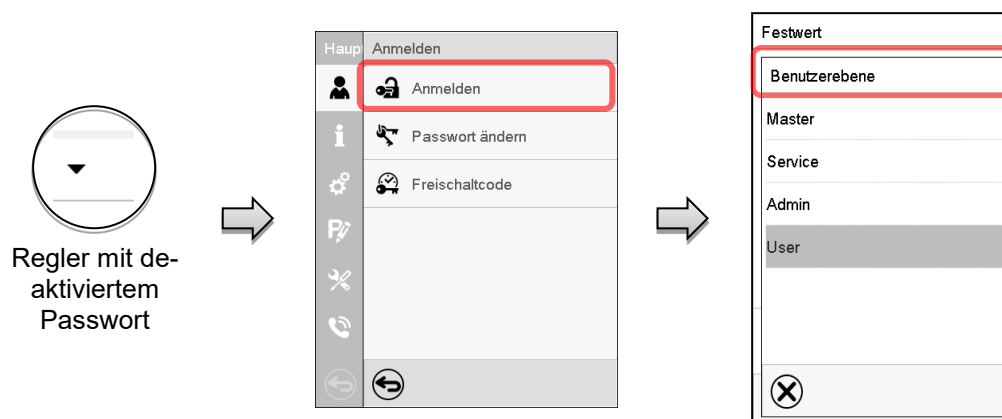 Regler mit de-
aktiviertem
Passwort
Haup
Anmelden
Anmelden
Passwort ändern
Freischaltcode
Festwert
Benutzerebene
Master
Service
Admin
User